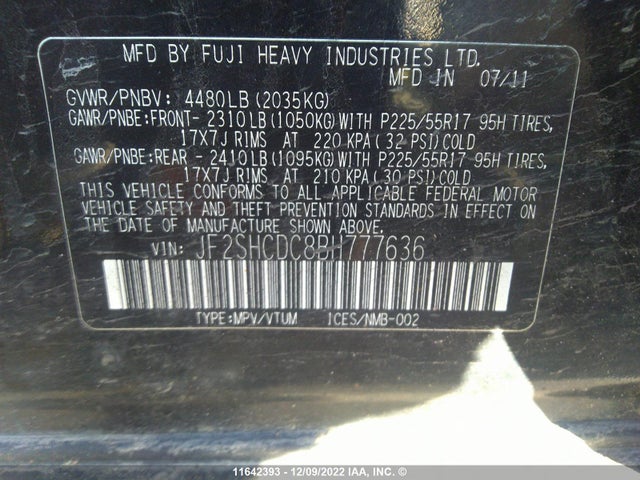 MFD BY FUJI HEAVY INDUSTRIES LTD.
MFD IN 07/11
GVWR/PNBV: 4480LB (2035KG)
GAWR/PNBE:FRONT- 2310LB(1050KG)WITH P225/55R17 95H TIRES,
17X7J RIMS AT 220 KPA(32 PSI)COLD
GAWR/PNBE:REAR - 2410LB(1095KG)WITH P225/55R17 95H TIRES,
17X7J RIMS AT 210 KPA(30 PSI)COLD
THIS VEHICLE CONFORMS TO ALL APPLICABLE FEDERAL MOTOR
VEHICLE SAFETY AND THEFT PREVENTION STANDARDS IN EFFECT ON
THE DATE OF MANUFACTURE SHOWN ABOVE.
VIN: JF2SHCDC8BH777636
TYPE:MPV/VTUM ICES/NMB-002
11642393 - 12/09/2022 IAA, INC. ©